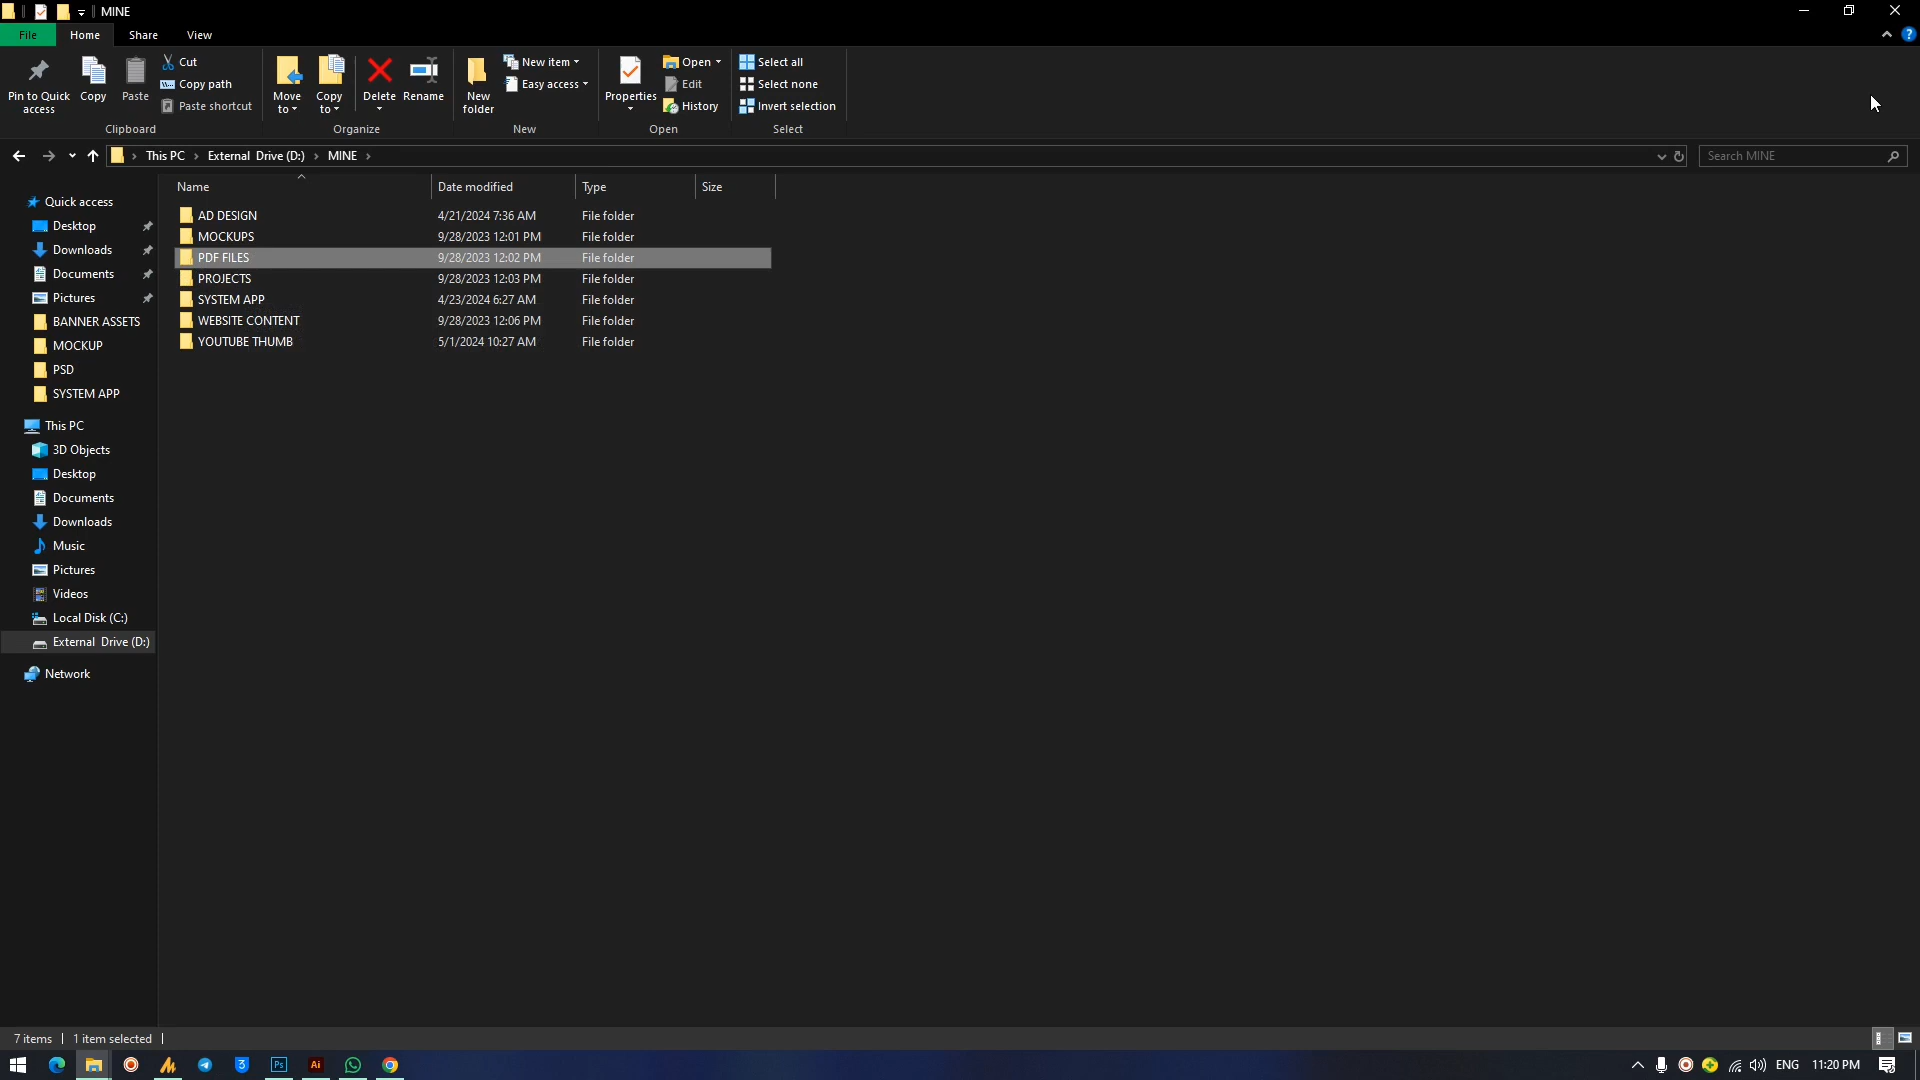 MINE
File Home Share View
Pin to Quick access
Copy
Paste
Cut
Copy path
Paste shortcut
Clipboard
Move to
Copy to
Delete
Rename
Organize
New folder
New item
Easy access
New
Properties
Open
Edit
History
Open
Select all
Select none
Invert selection
Select
This PC > External Drive (D:) > MINE >
Search MINE
Name Date modified Type Size
AD DESIGN 4/21/2024 7:36 AM File folder
MOCKUPS 9/28/2023 12:01 PM File folder
PDF FILES 9/28/2023 12:02 PM File folder
PROJECTS 9/28/2023 12:03 PM File folder
SYSTEM APP 4/23/2024 6:27 AM File folder
WEBSITE CONTENT 9/28/2023 12:06 PM File folder
YOUTUBE THUMB 5/1/2024 10:27 AM File folder
Quick access
Desktop
Downloads
Documents
Pictures
BANNER ASSETS
MOCKUP
PSD
SYSTEM APP
This PC
3D Objects
Desktop
Documents
Downloads
Music
Pictures
Videos
Local Disk (C:)
External Drive (D:)
Network
7 items 1 item selected
3 Ps Ai ENG 11:20 PM